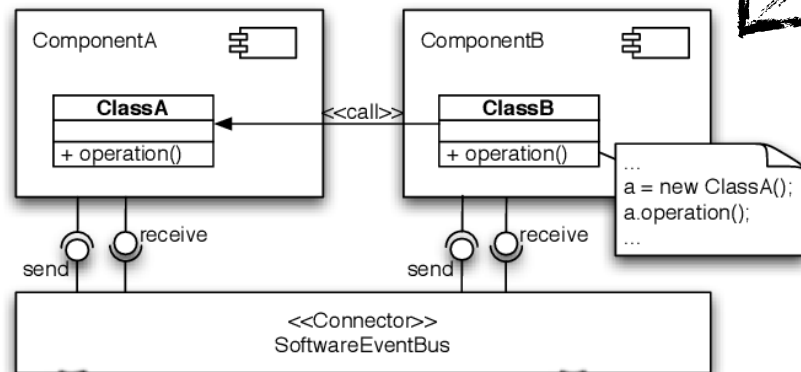 ComponentA
ClassA
+ operation()
<<call>>
ComponentB
ClassB
+ operation()
...
a = new ClassA();
a.operation();
...
send
receive
send
receive
<<Connector>>
SoftwareEventBus